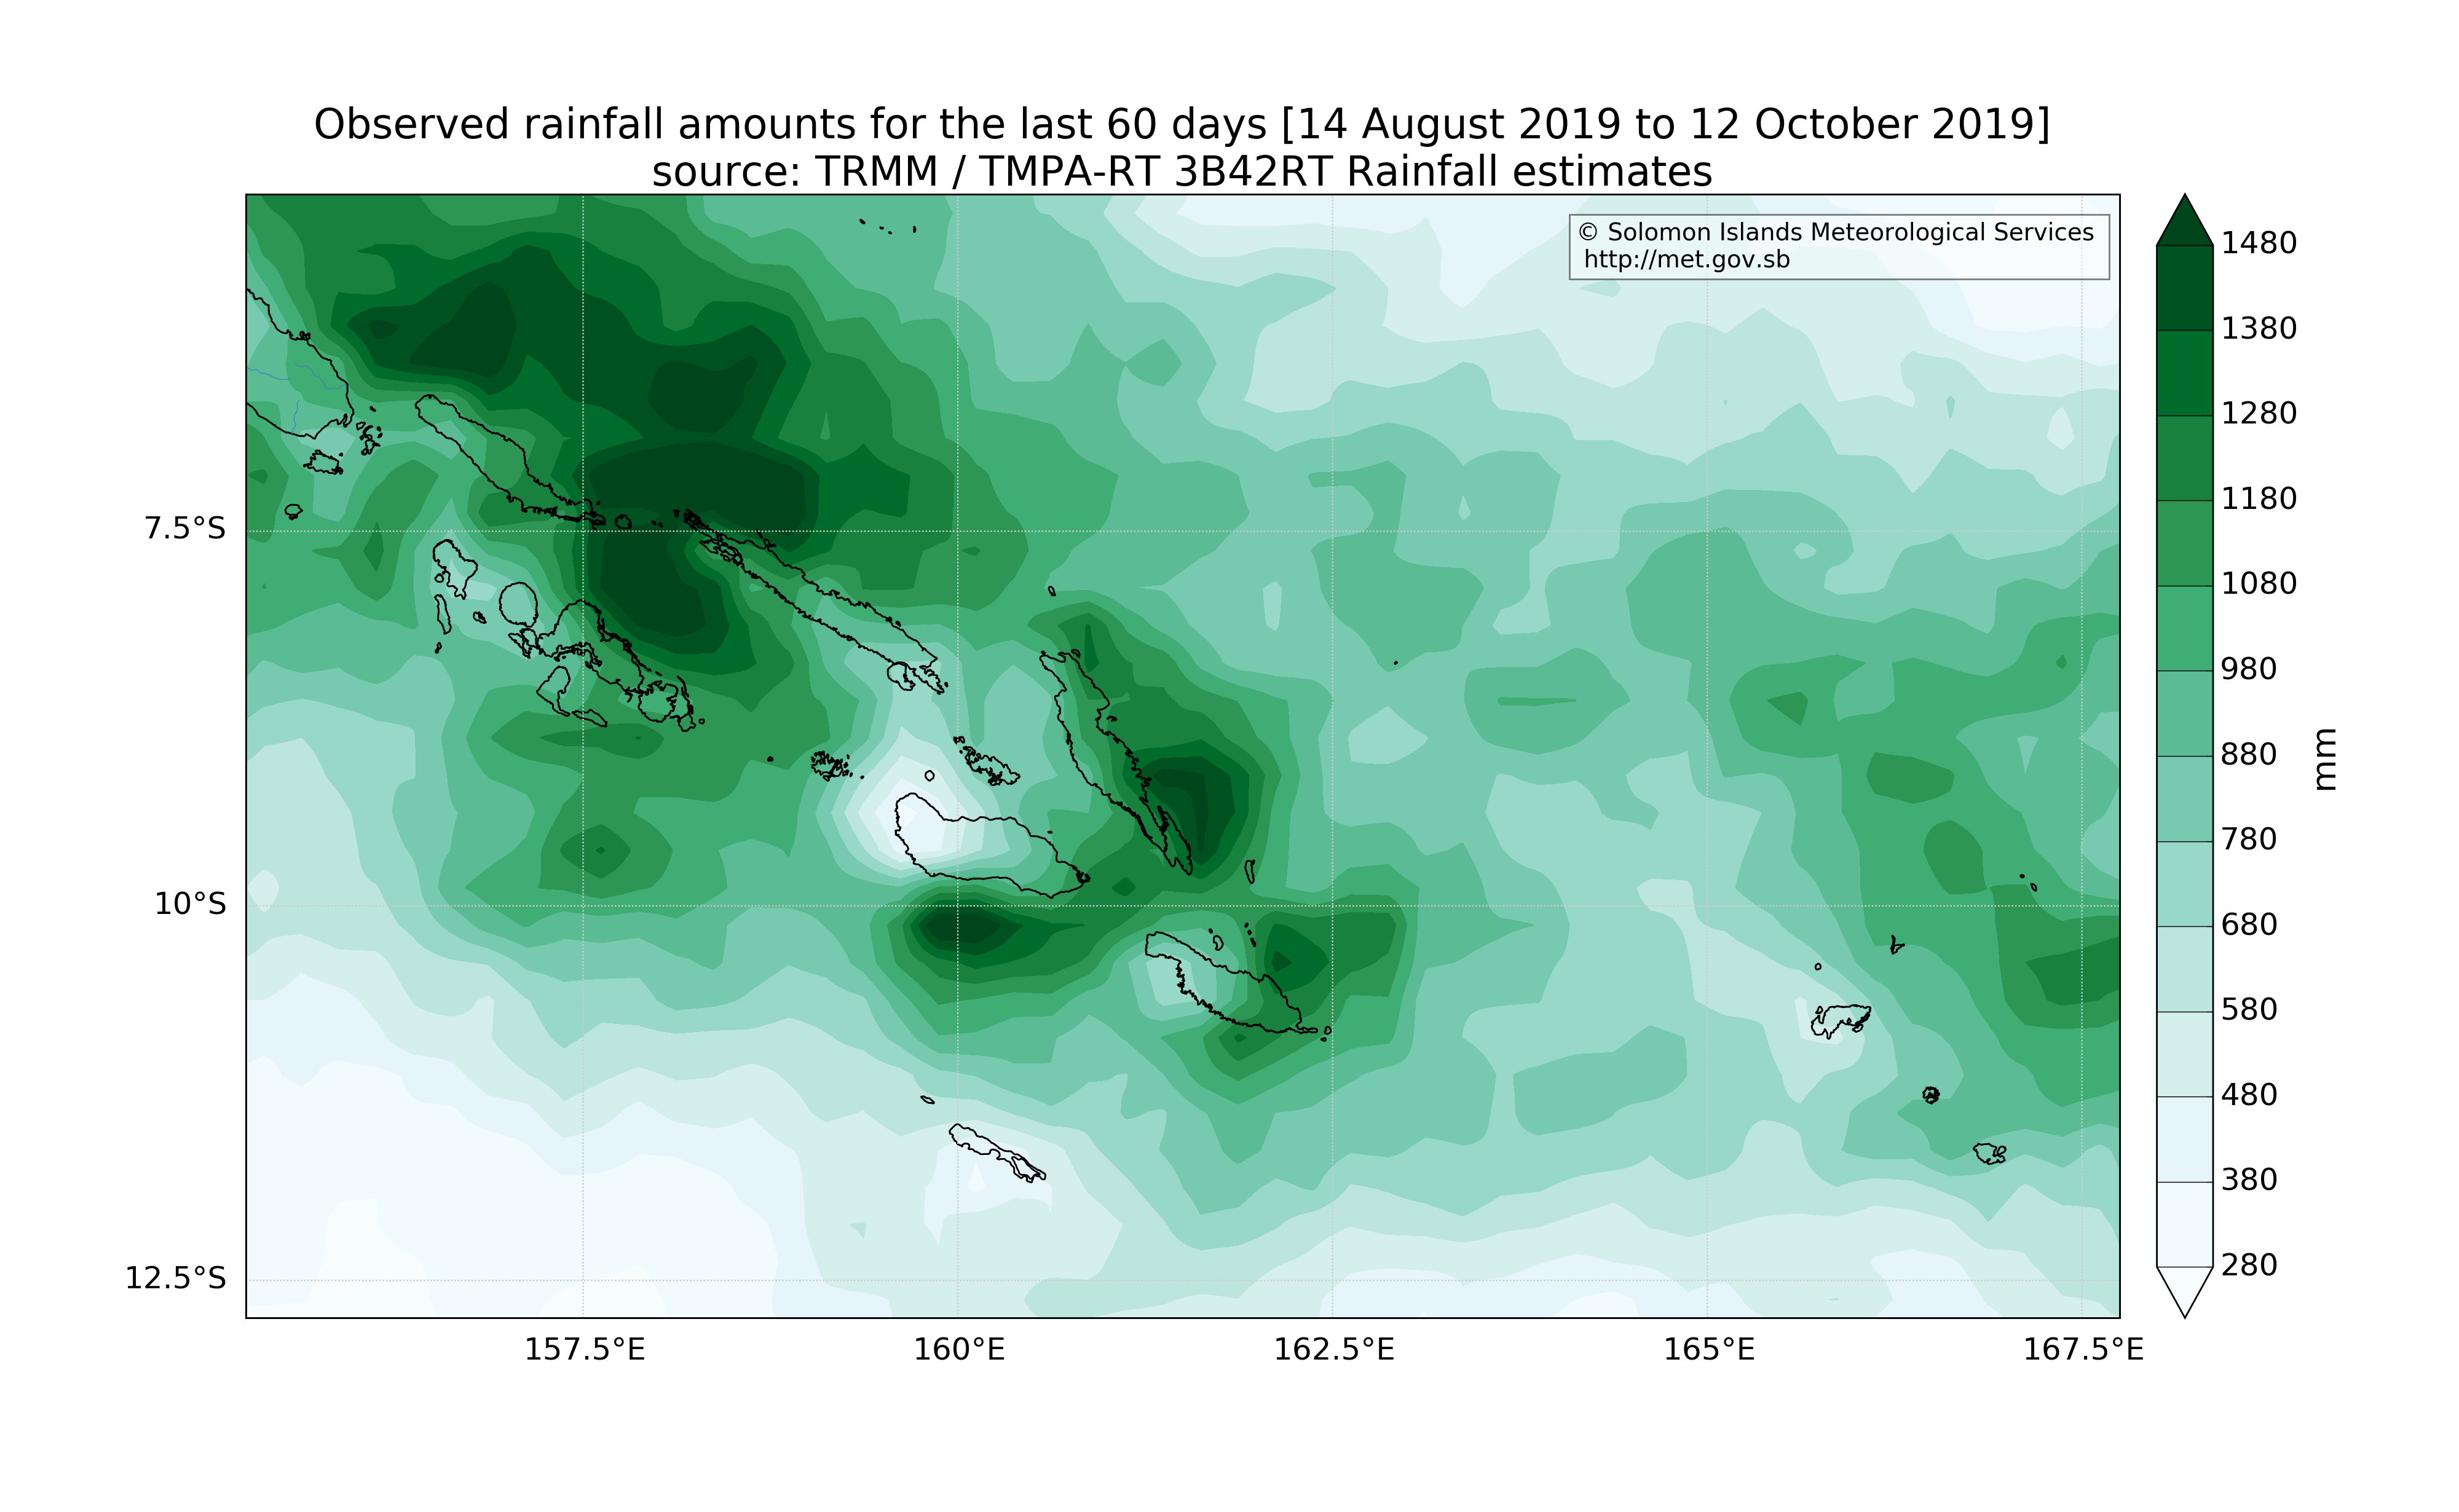 Observed rainfall amounts for the last 60 days [14 August 2019 to 12 October 2019]
source: TRMM / TMPA-RT 3B42RT Rainfall estimates
© Solomon Islands Meteorological Services
http://met.gov.sb
7.5°S
10°S
12.5°S
157.5°E
160°E
162.5°E
165°E
167.5°E
1480
1380
1280
1180
1080
980
880
780
680
580
480
380
280
mm